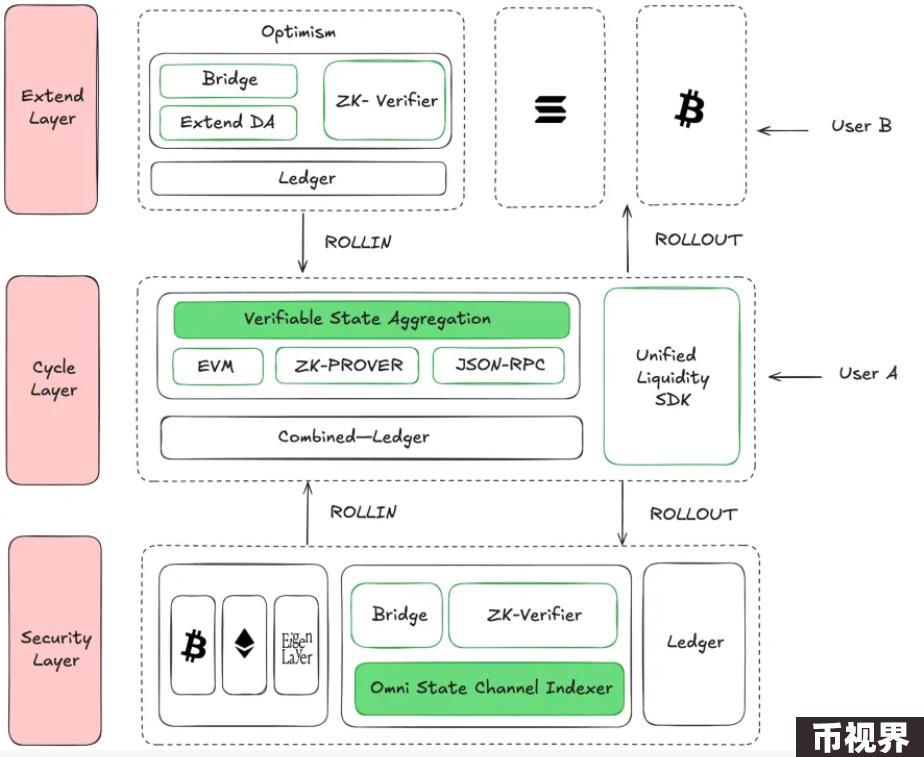 Extend
Layer
Optimism
Bridge
ZK- Verifier
Extend DA
Ledger
User B
ROLLIN
ROLLOUT
Cycle
Layer
Verifiable State Aggregation
EVM
ZK-PROVER
JSON-RPC
Combined—Ledger
Unified
Liquidity
SDK
User A
ROLLIN
ROLLOUT
Security
Layer
Eigen
Layer
Bridge
ZK-Verifier
Omni State Channel Indexer
Ledger
币视界